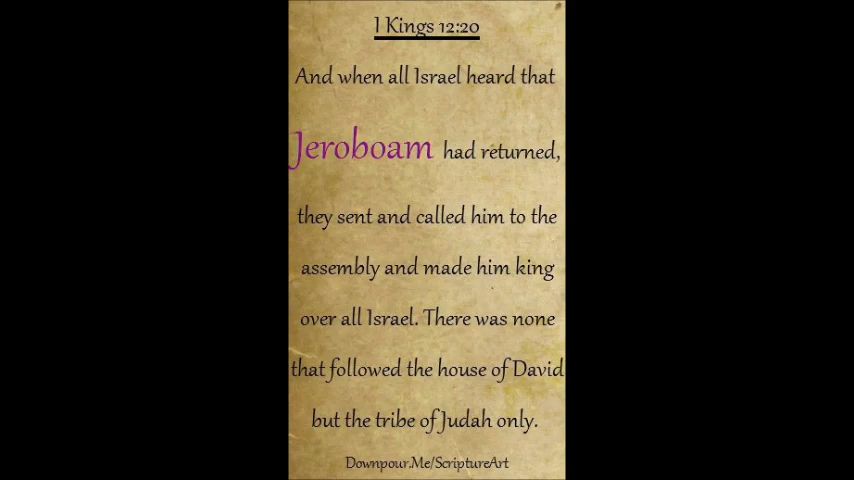 I Kings 12:20
And when all Israel heard that
Jeroboam had returned,
they sent and called him to the
assembly and made him king
over all Israel. There was none
that followed the house of David
but the tribe of Judah only.
Downpour.Me/ScriptureArt